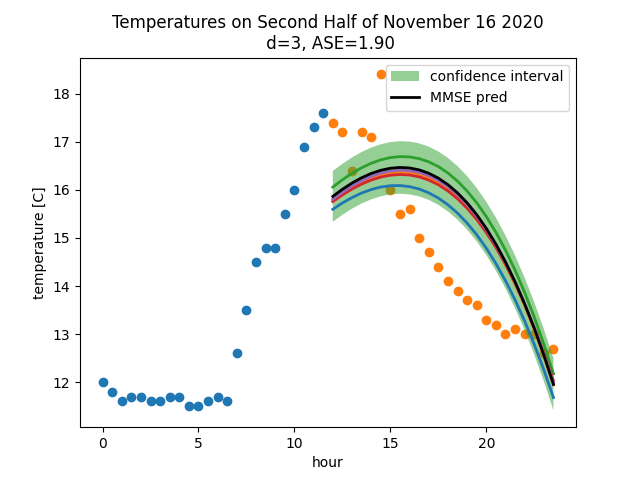 Temperatures on Second Half of November 16 2020
d=3, ASE=1.90
confidence interval
MMSE pred
temperature [C]
18
17
16
15
14
13
12
0 5 10 15 20
hour